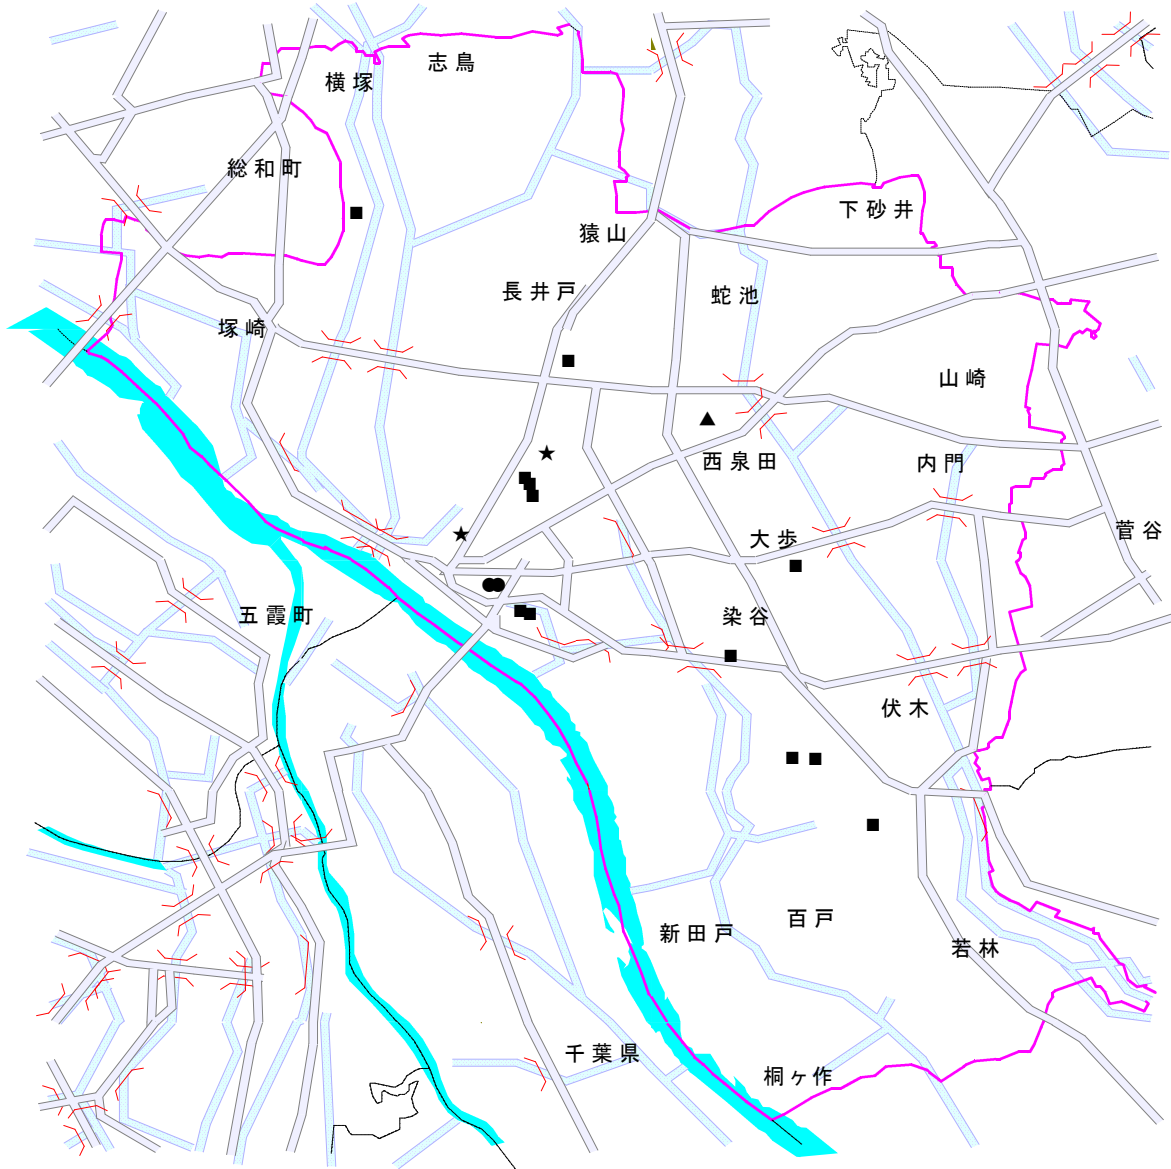 志鳥
横塚
総和町
下砂井
猿山
長井戸
蛇池
塚崎
山崎
西泉田
内門
菅谷
大歩
五霞町
染谷
伏木
百戸
新田戸
若林
千葉県
桐ヶ作